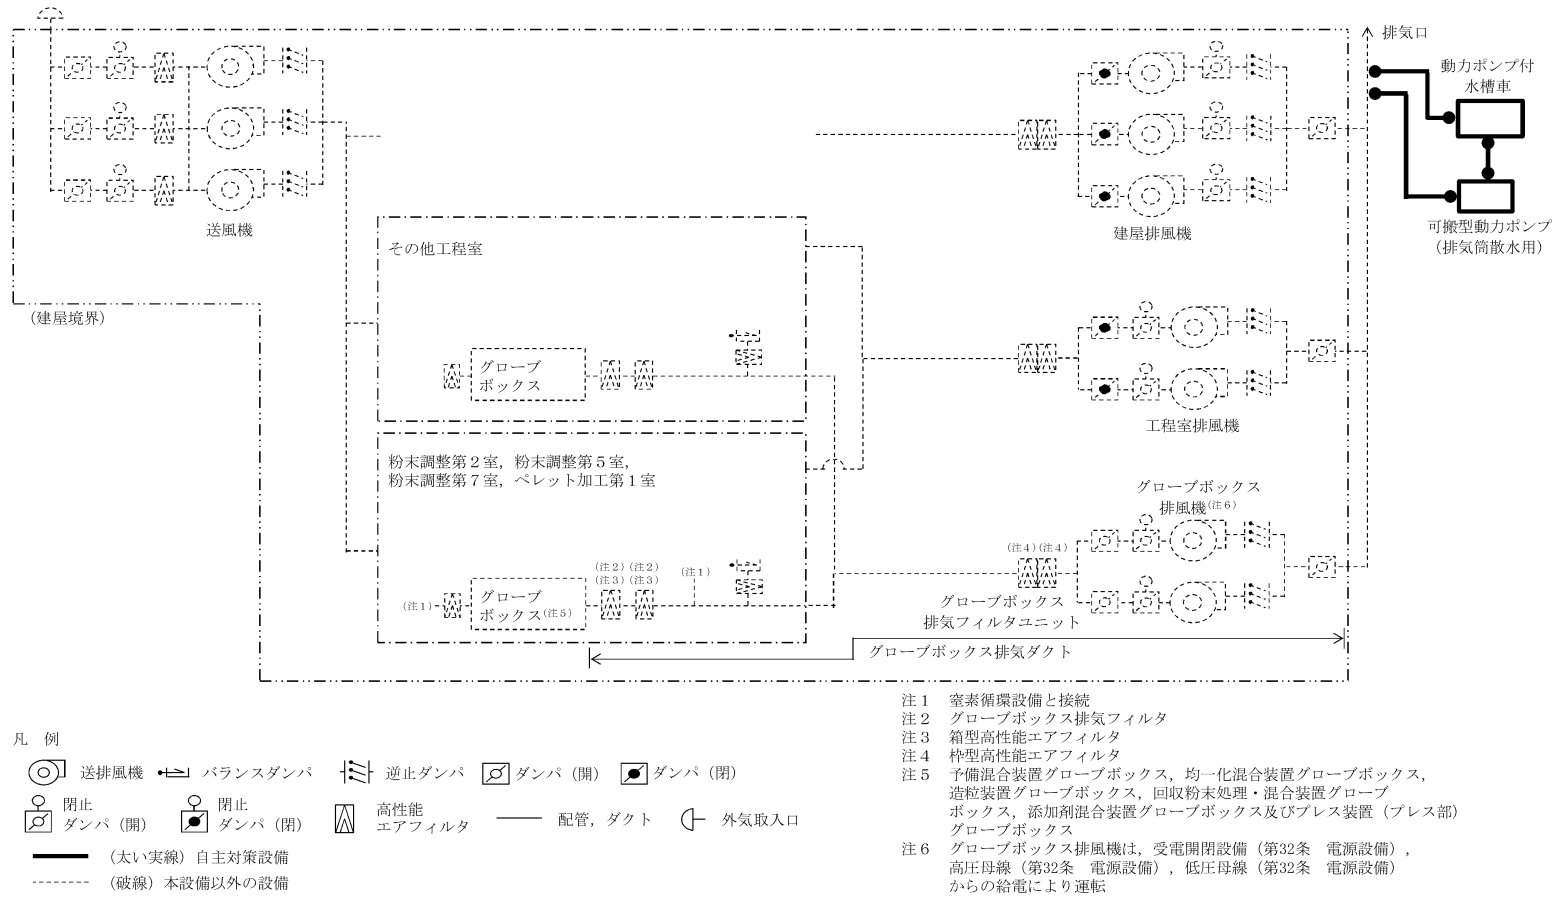 排気口
動力ポンプ付
水槽車
可搬型動力ポンプ
(排気筒散水用)
送風機
建屋排風機
(建屋境界)
その他工程室
グローブ
ボックス
工程室排風機
粉末調整第2室, 粉末調整第5室,
粉末調整第7室, ペレット加工第1室
グローブボックス
排風機(注6)
(注4)(注4)
(注2)(注2)
(注3)(注3)
(注1)
(注1)
グローブ
ボックス(注5)
グローブボックス
排気フィルタユニット
グローブボックス排気ダクト
注1 窒素循環設備と接続
注2 グローブボックス排気フィルタ
注3 箱型高性能エアフィルタ
注4 枠型高性能エアフィルタ
注5 予備混合装置グローブボックス, 均一化混合装置グローブボックス,
造粒装置グローブボックス, 回収粉末処理・混合装置グローブ
ボックス, 添加剤混合装置グローブボックス及びプレス装置(プレス部)
グローブボックス
注6 グローブボックス排風機は, 受電開閉設備(第32条 電源設備),
高圧母線(第32条 電源設備), 低圧母線(第32条 電源設備)
からの給電により運転
凡 例
送排風機
バランスダンパ
逆止ダンパ
ダンパ(開)
ダンパ(閉)
閉止
ダンパ(開)
閉止
ダンパ(閉)
高性能
エアフィルタ
配管, ダクト
外気取入口
(太い実線)自主対策設備
(破線)本設備以外の設備